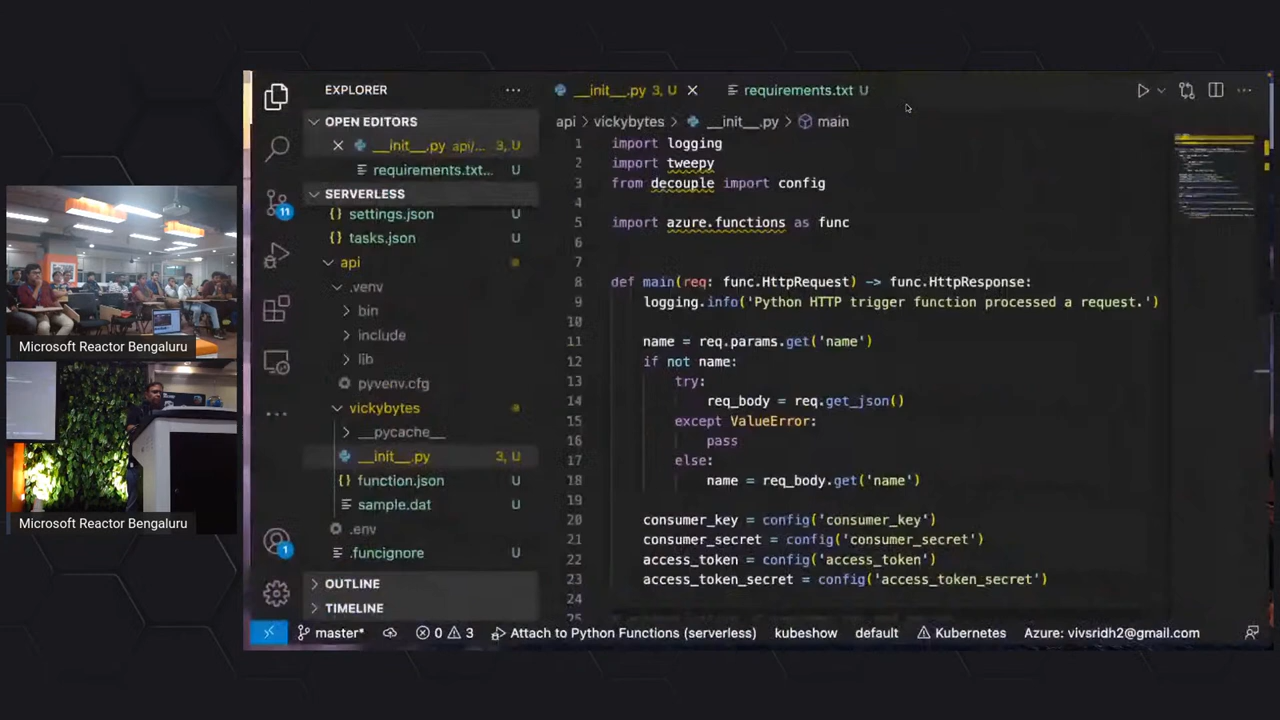 Microsoft Reactor Bengaluru
Microsoft Reactor Bengaluru
EXPLORER
OPEN EDITORS
__init__.py api/... 3, U
requirements.txt... U
SERVERLESS
{} settings.json U
{} tasks.json U
api
.venv
bin
include
lib
pyvenv.cfg
vickybytes
__pycache__
__init__.py 3, U
{} function.json U
sample.dat U
.env
.funcignore U
OUTLINE
TIMELINE
11
1
__init__.py 3, U
requirements.txt U
api > vickybytes > __init__.py > main
1 import logging
2 import tweepy
3 from decouple import config
4
5 import azure.functions as func
6
7
8 def main(req: func.HttpRequest) -> func.HttpResponse:
9 logging.info('Python HTTP trigger function processed a request.')
10
11 name = req.params.get('name')
12 if not name:
13 try:
14 req_body = req.get_json()
15 except ValueError:
16 pass
17 else:
18 name = req_body.get('name')
19
20 consumer_key = config('consumer_key')
21 consumer_secret = config('consumer_secret')
22 access_token = config('access_token')
23 access_token_secret = config('access_token_secret')
24
25
master* 0 3 Attach to Python Functions (serverless) kubeshow default Kubernetes Azure: vivsridh2@gmail.com